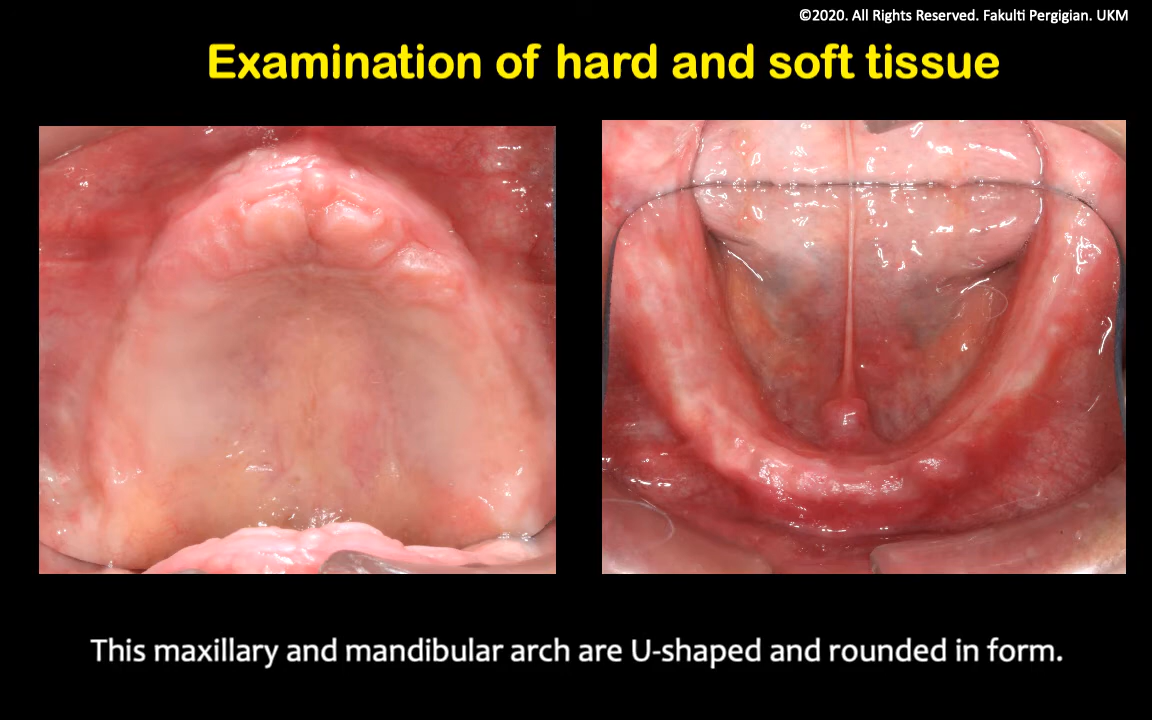 ©2020. All Rights Reserved. Fakulti Pergigian. UKM
Examination of hard and soft tissue
This maxillary and mandibular arch are U-shaped and rounded in form.